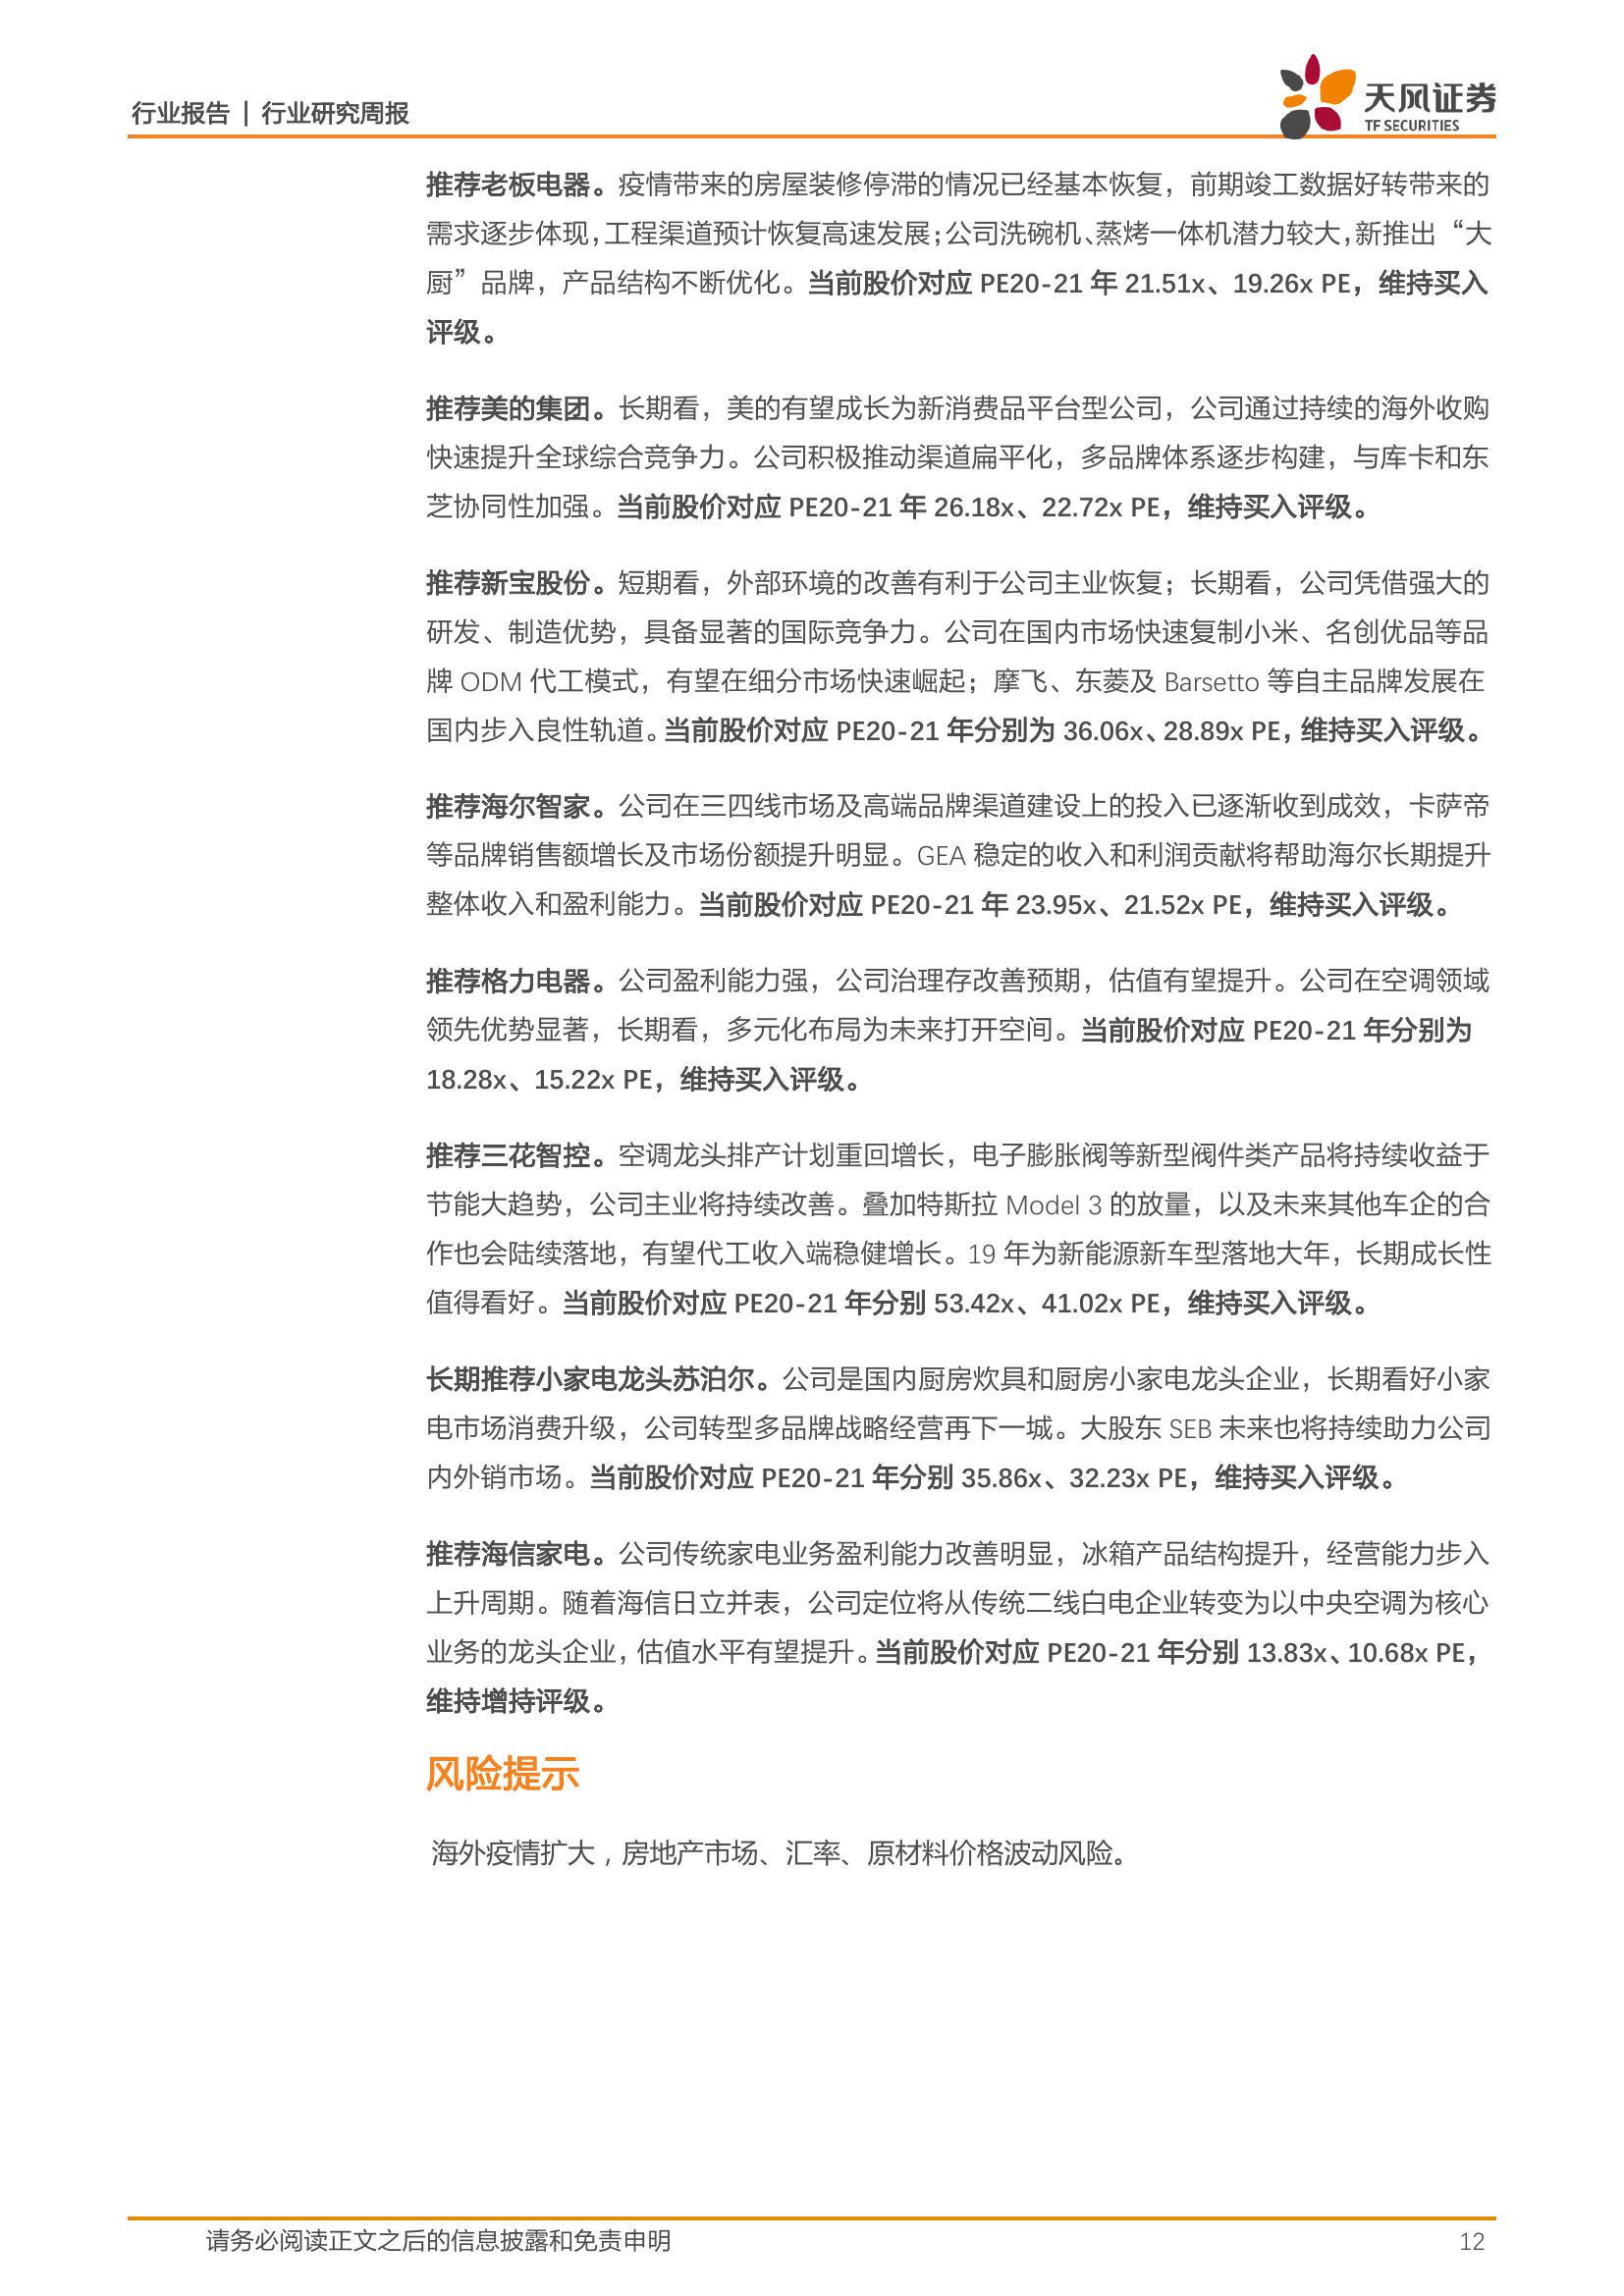 行业报告 | 行业研究周报
天风证券
TF SECURITIES
推荐老板电器。疫情带来的房屋装修停滞的情况已经基本恢复，前期竣工数据好转带来的
需求逐步体现，工程渠道预计恢复高速发展；公司洗碗机、蒸烤一体机潜力较大，新推出“大
厨”品牌，产品结构不断优化。当前股价对应 PE20-21 年 21.51x、19.26x PE，维持买入
评级。
推荐美的集团。长期看，美的有望成长为新消费品平台型公司，公司通过持续的海外收购
快速提升全球综合竞争力。公司积极推动渠道扁平化，多品牌体系逐步构建，与库卡和东
芝协同性加强。当前股价对应 PE20-21 年 26.18x、22.72x PE，维持买入评级。
推荐新宝股份。短期看，外部环境的改善有利于公司主业恢复；长期看，公司凭借强大的
研发、制造优势，具备显著的国际竞争力。公司在国内市场快速复制小米、名创优品等品
牌 ODM 代工模式，有望在细分市场快速崛起；摩飞、东菱及 Barsetto 等自主品牌发展在
国内步入良性轨道。当前股价对应 PE20-21 年分别为 36.06x、28.89x PE，维持买入评级。
推荐海尔智家。公司在三四线市场及高端品牌渠道建设上的投入已逐渐收到成效，卡萨帝
等品牌销售额增长及市场份额提升明显。GEA 稳定的收入和利润贡献将帮助海尔长期提升
整体收入和盈利能力。当前股价对应 PE20-21 年 23.95x、21.52x PE，维持买入评级。
推荐格力电器。公司盈利能力强，公司治理存改善预期，估值有望提升。公司在空调领域
领先优势显著，长期看，多元化布局为未来打开空间。当前股价对应 PE20-21 年分别为
18.28x、15.22x PE，维持买入评级。
推荐三花智控。空调龙头排产计划重回增长，电子膨胀阀等新型阀件类产品将持续收益于
节能大趋势，公司主业将持续改善。叠加特斯拉 Model 3 的放量，以及未来其他车企的合
作也会陆续落地，有望代工收入端稳健增长。19 年为新能源新车型落地大年，长期成长性
值得看好。当前股价对应 PE20-21 年分别 53.42x、41.02x PE，维持买入评级。
长期推荐小家电龙头苏泊尔。公司是国内厨房炊具和厨房小家电龙头企业，长期看好小家
电市场消费升级，公司转型多品牌战略经营再下一城。大股东 SEB 未来也将持续助力公司
内外销市场。当前股价对应 PE20-21 年分别 35.86x、32.23x PE，维持买入评级。
推荐海信家电。公司传统家电业务盈利能力改善明显，冰箱产品结构提升，经营能力步入
上升周期。随着海信日立并表，公司定位将从传统二线白电企业转变为以中央空调为核心
业务的龙头企业，估值水平有望提升。当前股价对应 PE20-21 年分别 13.83x、10.68x PE，
维持增持评级。
风险提示
海外疫情扩大，房地产市场、汇率、原材料价格波动风险。
请务必阅读正文之后的信息披露和免责申明
12